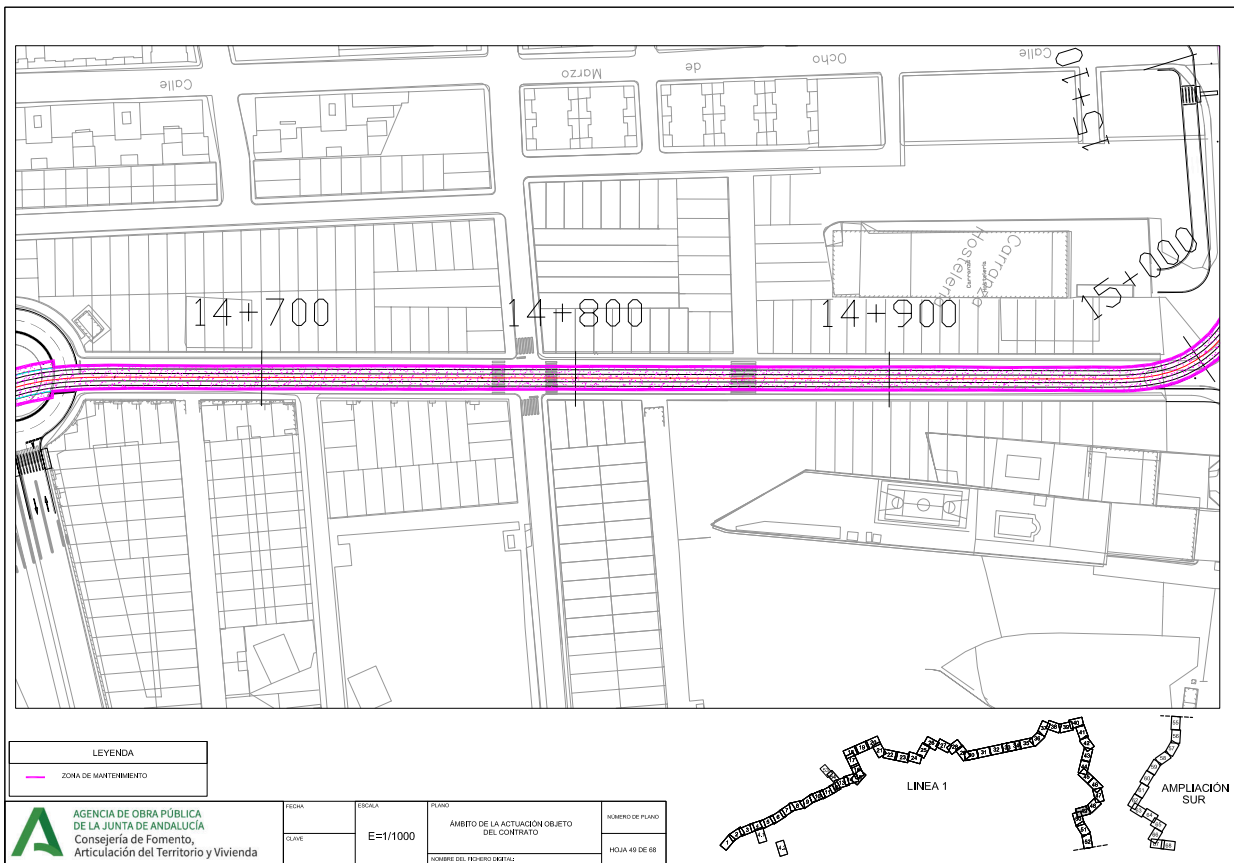 Calle
Marzo
de
Ocho
Calle
15+100
Carranza
Hostelería
14+700
14+800
14+900
15+000
LEYENDA
ZONA DE MANTENIMIENTO
AGENCIA DE OBRA PÚBLICA
DE LA JUNTA DE ANDALUCÍA
Consejería de Fomento,
Articulación del Territorio y Vivienda
FECHA
CLAVE
ESCALA
E=1/1000
PLANO
ÁMBITO DE LA ACTUACIÓN OBJETO
DEL CONTRATO
NOMBRE DEL FICHERO DIGITAL:
NÚMERO DE PLANO
HOJA 49 DE 68
LINEA 1
AMPLIACIÓN
SUR